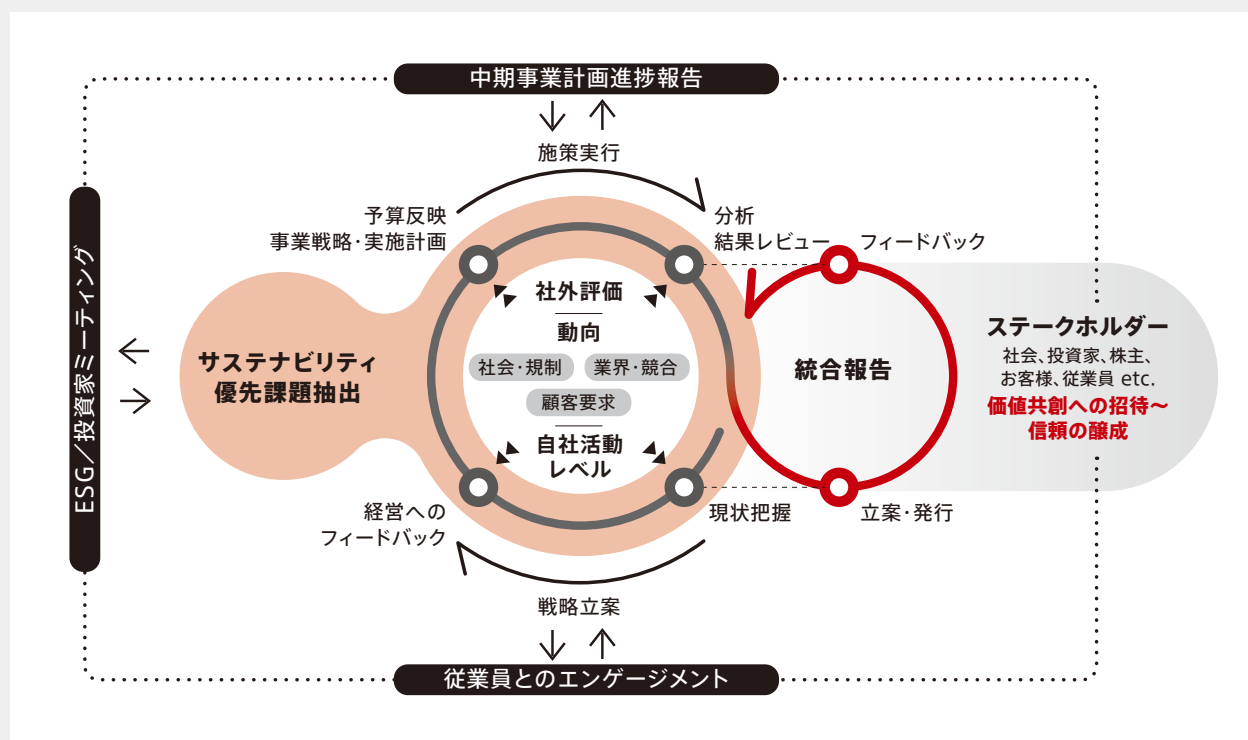 中期事業計画進捗報告
施策実行
予算反映
事業戦略・実施計画
分析
結果レビュー
フィードバック
ESG／投資家ミーティング
サステナビリティ
優先課題抽出
社外評価
動向
社会・規制
業界・競合
顧客要求
自社活動
レベル
統合報告
ステークホルダー
社会、投資家、株主、
お客様、従業員 etc.
価値共創への招待～
信頼の醸成
経営への
フィードバック
現状把握
立案・発行
戦略立案
従業員とのエンゲージメント